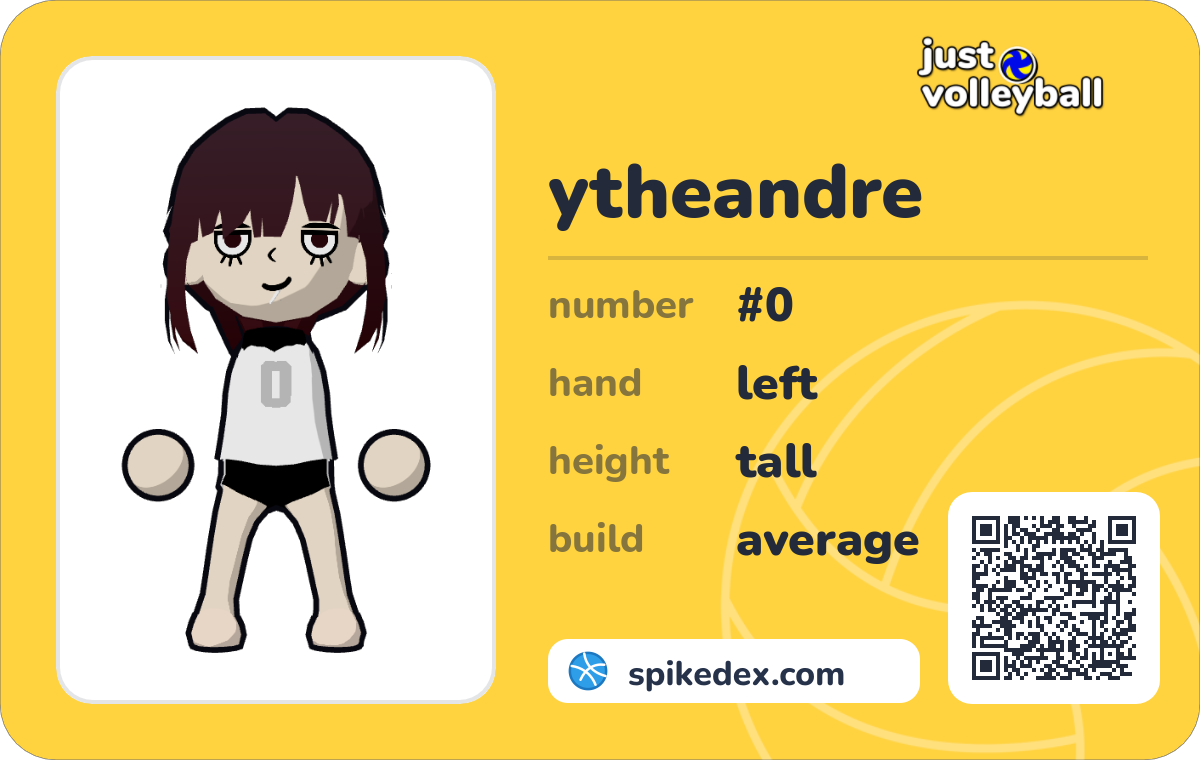 just
volleyball
ytheandre
number #0
hand left
height tall
build average
spikedex.com
0